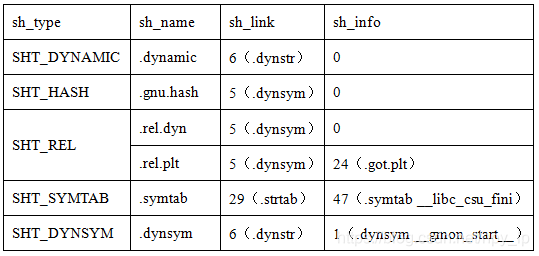 sh_type sh_name sh_link sh_info
SHT_DYNAMIC .dynamic 6（.dynstr） 0
SHT_HASH .gnu.hash 5（.dynsym） 0
SHT_REL .rel.dyn 5（.dynsym） 0
.rel.plt 5（.dynsym） 24（.got.plt）
SHT_SYMTAB .symtab 29（.strtab） 47（.symtab __libc_csu_fini）
SHT_DYNSYM .dynsym 6（.dynstr） 1（.dynsym __gmon_start__）